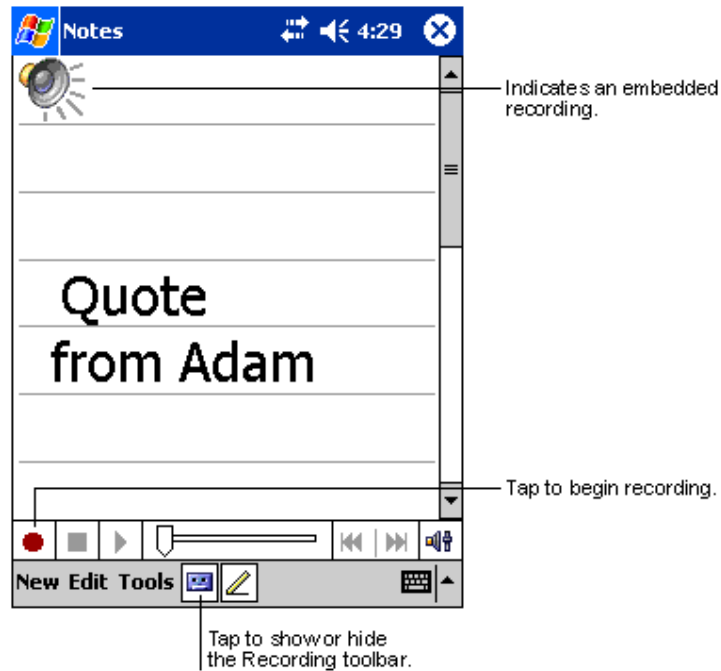 Notes 4:29
Indicates an embedded
recording.
Quote
from Adam
Tap to begin recording.
New Edit Tools
Tap to show or hide
the Recording toolbar.